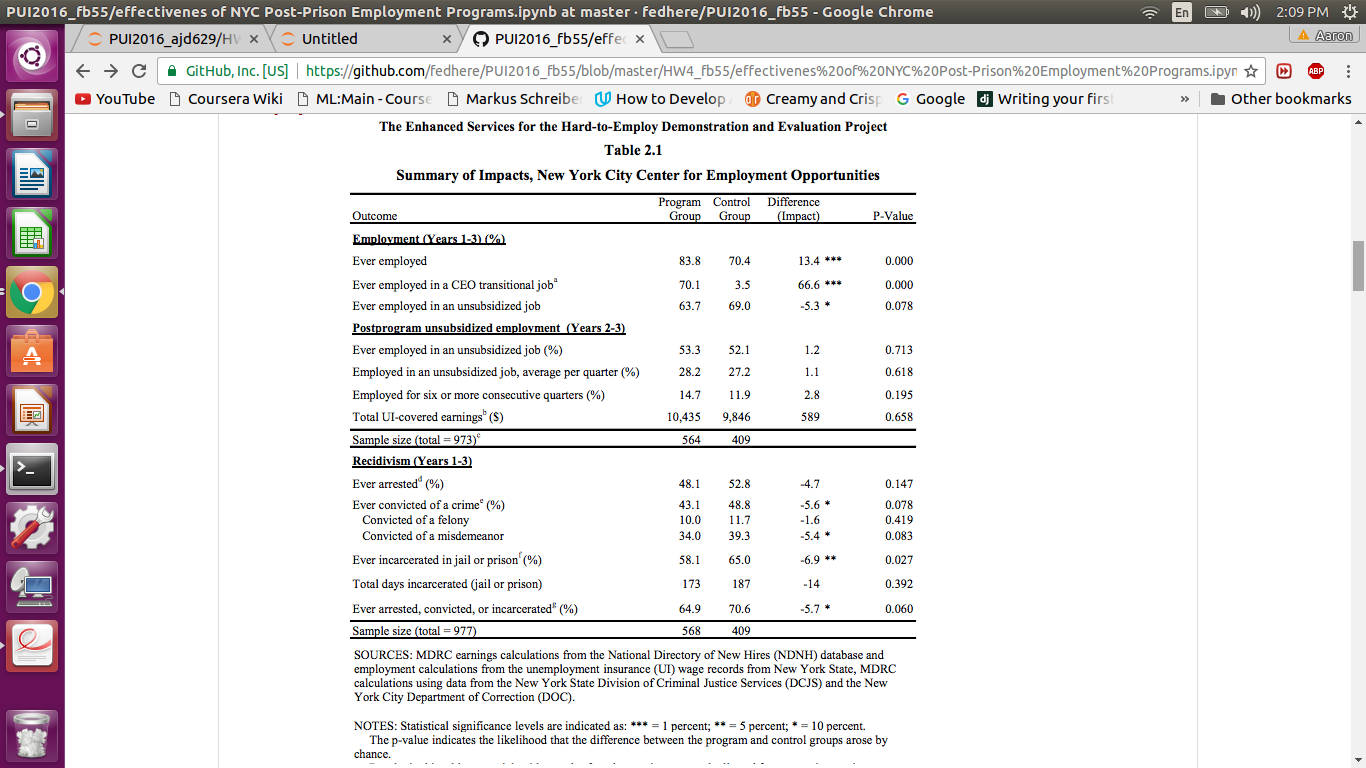 PUI2016_fb55/effectivenes of NYC Post-Prison Employment Programs.ipynb at master · fedhere/PUI2016_fb55 - Google Chrome
En
2:09 PM
PUI2016_ajd629/HW
Untitled
PUI2016_fb55/effec
Aaron
GitHub, Inc. [US]
https://github.com/fedhere/PUI2016_fb55/blob/master/HW4_fb55/effectivenes%20of%20NYC%20Post-Prison%20Employment%20Programs.ipyn
ABP
YouTube
Coursera Wiki
ML:Main - Course
Markus Schreiber
How to Develop
Creamy and Crisp
Google
dj
Writing your first
»
Other bookmarks
The Enhanced Services for the Hard-to-Employ Demonstration and Evaluation Project
Table 2.1
Summary of Impacts, New York City Center for Employment Opportunities
Program Control Difference
Outcome Group Group (Impact) P-Value
Employment (Years 1-3) (%)
Ever employed 83.8 70.4 13.4 *** 0.000
Ever employed in a CEO transitional job^a 70.1 3.5 66.6 *** 0.000
Ever employed in an unsubsidized job 63.7 69.0 -5.3 * 0.078
Postprogram unsubsidized employment (Years 2-3)
Ever employed in an unsubsidized job (%) 53.3 52.1 1.2 0.713
Employed in an unsubsidized job, average per quarter (%) 28.2 27.2 1.1 0.618
Employed for six or more consecutive quarters (%) 14.7 11.9 2.8 0.195
Total UI-covered earnings^b ($) 10,435 9,846 589 0.658
Sample size (total = 973)^c 564 409
Recidivism (Years 1-3)
Ever arrested^d (%) 48.1 52.8 -4.7 0.147
Ever convicted of a crime^e (%) 43.1 48.8 -5.6 * 0.078
Convicted of a felony 10.0 11.7 -1.6 0.419
Convicted of a misdemeanor 34.0 39.3 -5.4 * 0.083
Ever incarcerated in jail or prison^f (%) 58.1 65.0 -6.9 ** 0.027
Total days incarcerated (jail or prison) 173 187 -14 0.392
Ever arrested, convicted, or incarcerated^g (%) 64.9 70.6 -5.7 * 0.060
Sample size (total = 977) 568 409
SOURCES: MDRC earnings calculations from the National Directory of New Hires (NDNH) database and
employment calculations from the unemployment insurance (UI) wage records from New York State, MDRC
calculations using data from the New York State Division of Criminal Justice Services (DCJS) and the New
York City Department of Correction (DOC).
NOTES: Statistical significance levels are indicated as: *** = 1 percent; ** = 5 percent; * = 10 percent.
The p-value indicates the likelihood that the difference between the program and control groups arose by
chance.